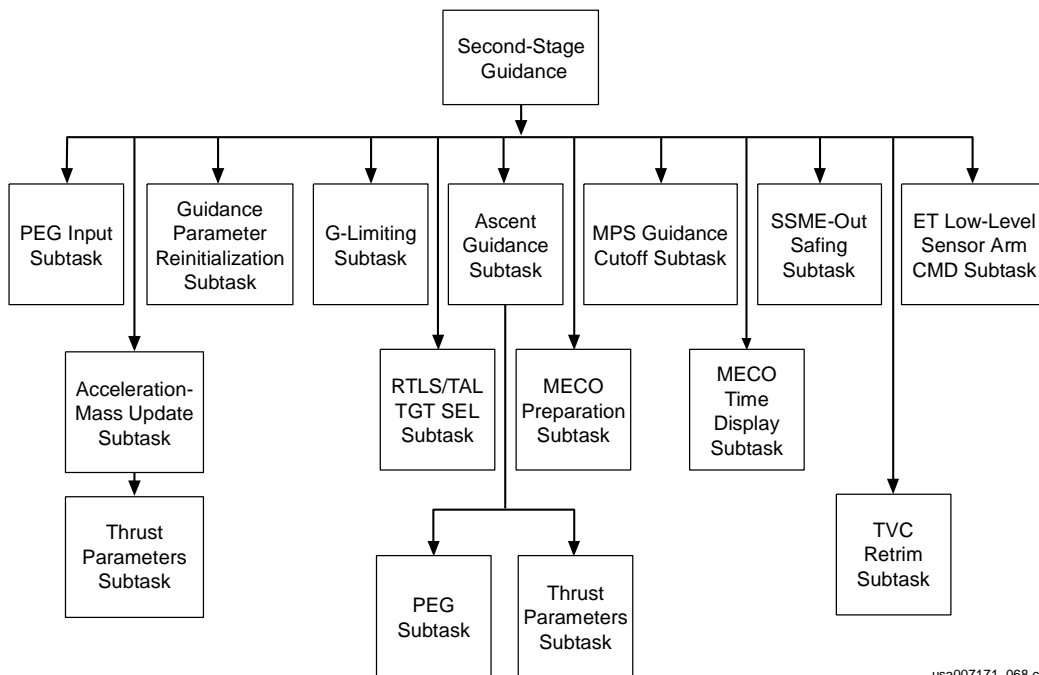 Second-Stage
Guidance
PEG Input
Subtask
Guidance
Parameter
Reinitialization
Subtask
G-Limiting
Subtask
Ascent
Guidance
Subtask
MPS Guidance
Cutoff Subtask
SSME-Out
Safing
Subtask
ET Low-Level
Sensor Arm
CMD Subtask
Acceleration-
Mass Update
Subtask
RTLS/TAL
TGT SEL
Subtask
MECO
Preparation
Subtask
MECO
Time
Display
Subtask
Thrust
Parameters
Subtask
TVC
Retrim
Subtask
PEG
Subtask
Thrust
Parameters
Subtask